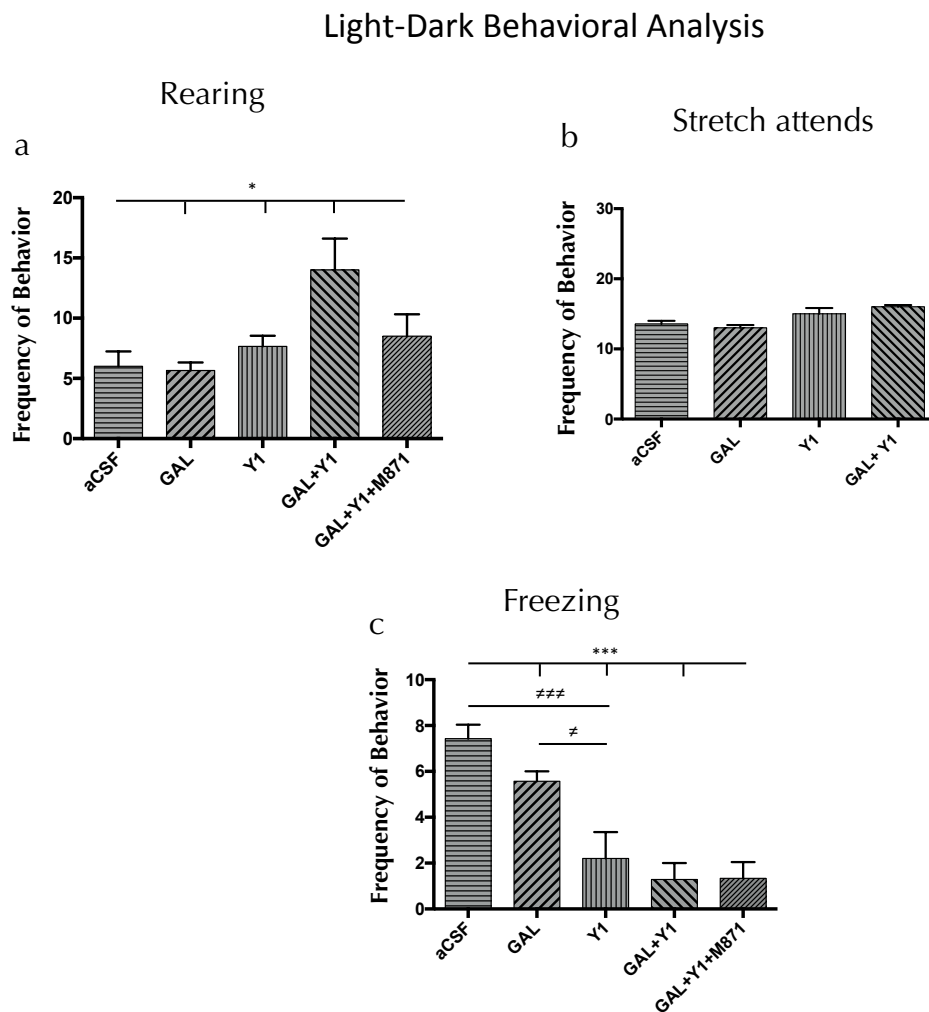 Light-Dark Behavioral Analysis
Rearing
a
*
Frequency of Behavior
20
15
10
5
0
aCSF
GAL
Y1
GAL+Y1
GAL+Y1+M871
Stretch attends
b
Frequency of Behavior
30
20
10
0
aCSF
GAL
Y1
GAL+Y1
Freezing
c
***
≠≠≠
≠
Frequency of Behavior
10
8
6
4
2
0
aCSF
GAL
Y1
GAL+Y1
GAL+Y1+M871